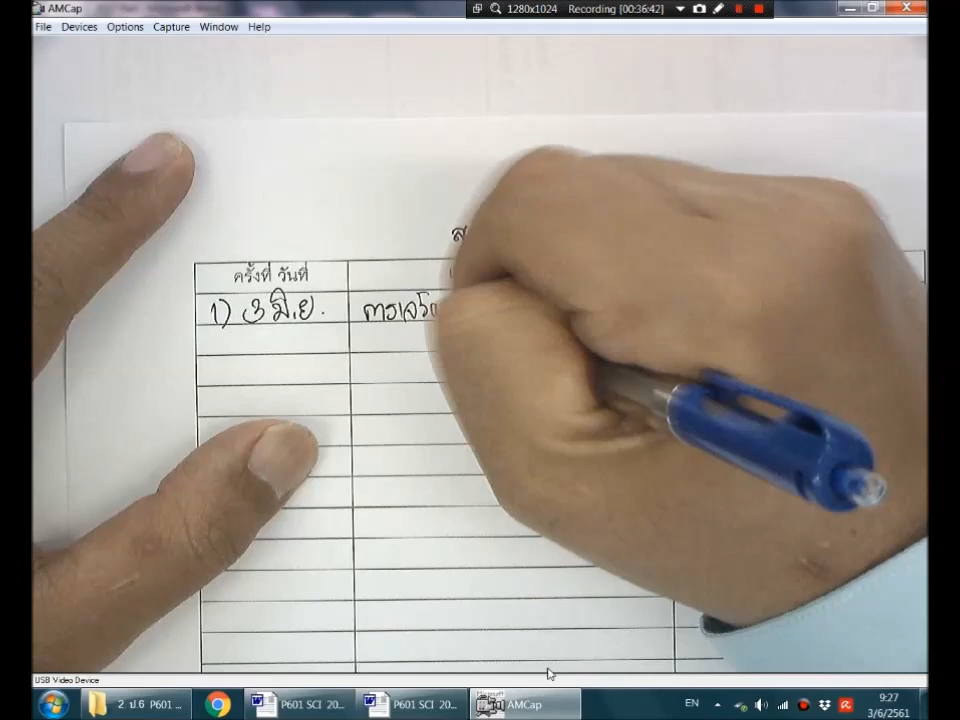 AMCap
1280x1024 Recording [00:36:42]
File Devices Options Capture Window Help
ส
ครั้งที่ วันที่
1) 3 มิ.ย.
USB Video Device
2 ป.6 P601 ... P601 SCI 20... P601 SCI 20... AMCap EN 9:27
3/6/2561